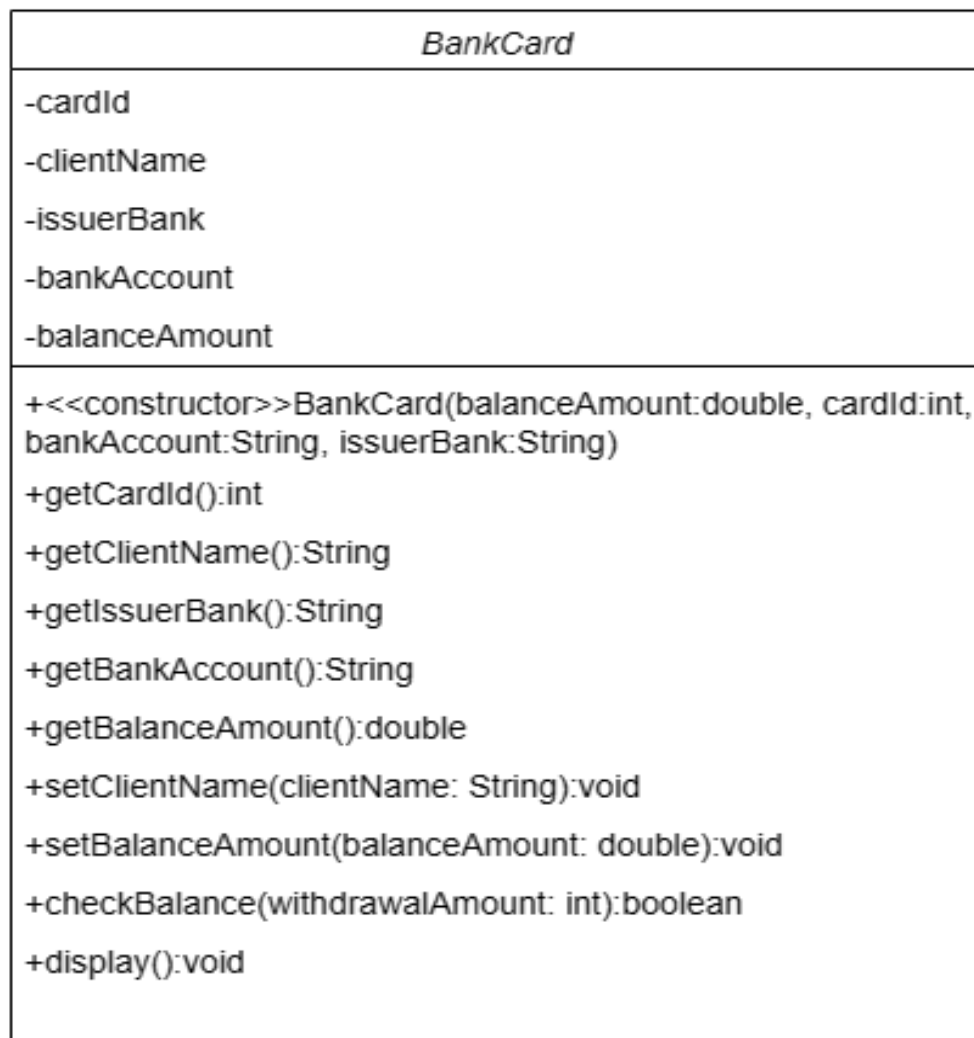 BankCard
-cardId
-clientName
-issuerBank
-bankAccount
-balanceAmount
+<<constructor>>BankCard(balanceAmount:double, cardId:int,
bankAccount:String, issuerBank:String)
+getCardId():int
+getClientName():String
+getIssuerBank():String
+getBankAccount():String
+getBalanceAmount():double
+setClientName(clientName: String):void
+setBalanceAmount(balanceAmount: double):void
+checkBalance(withdrawalAmount: int):boolean
+display():void